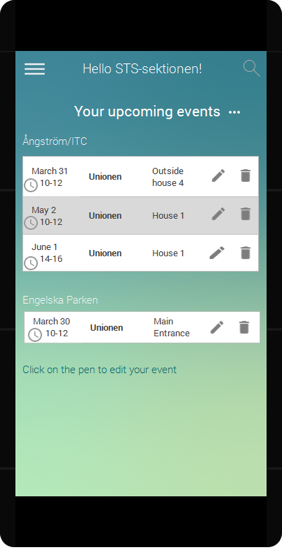 Hello STS-sektionen!
Your upcoming events
Ångström/ITC
March 31
10-12
Unionen
Outside
house 4
May 2
10-12
Unionen
House 1
June 1
14-16
Unionen
House 1
Engelska Parken
March 30
10-12
Unionen
Main
Entrance
Click on the pen to edit your event